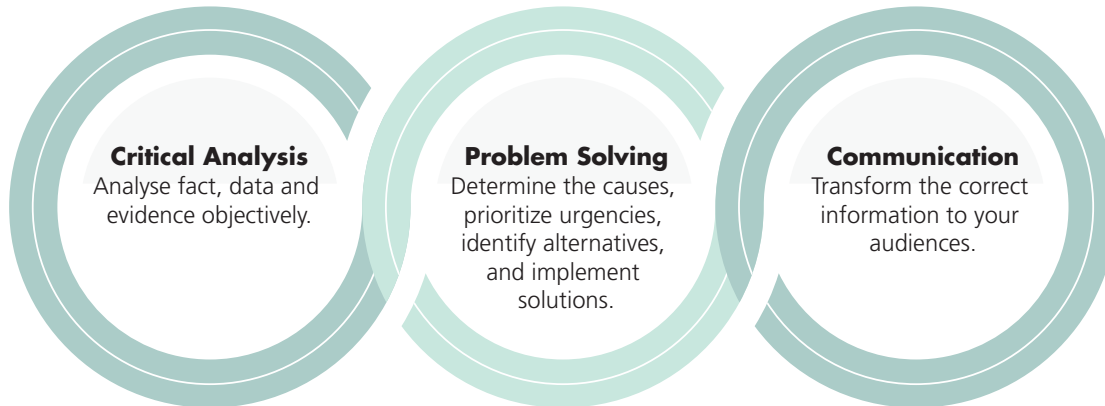 Critical Analysis
Analyse fact, data and
evidence objectively.
Problem Solving
Determine the causes,
prioritize urgencies,
identify alternatives,
and implement
solutions.
Communication
Transform the correct
information to your
audiences.